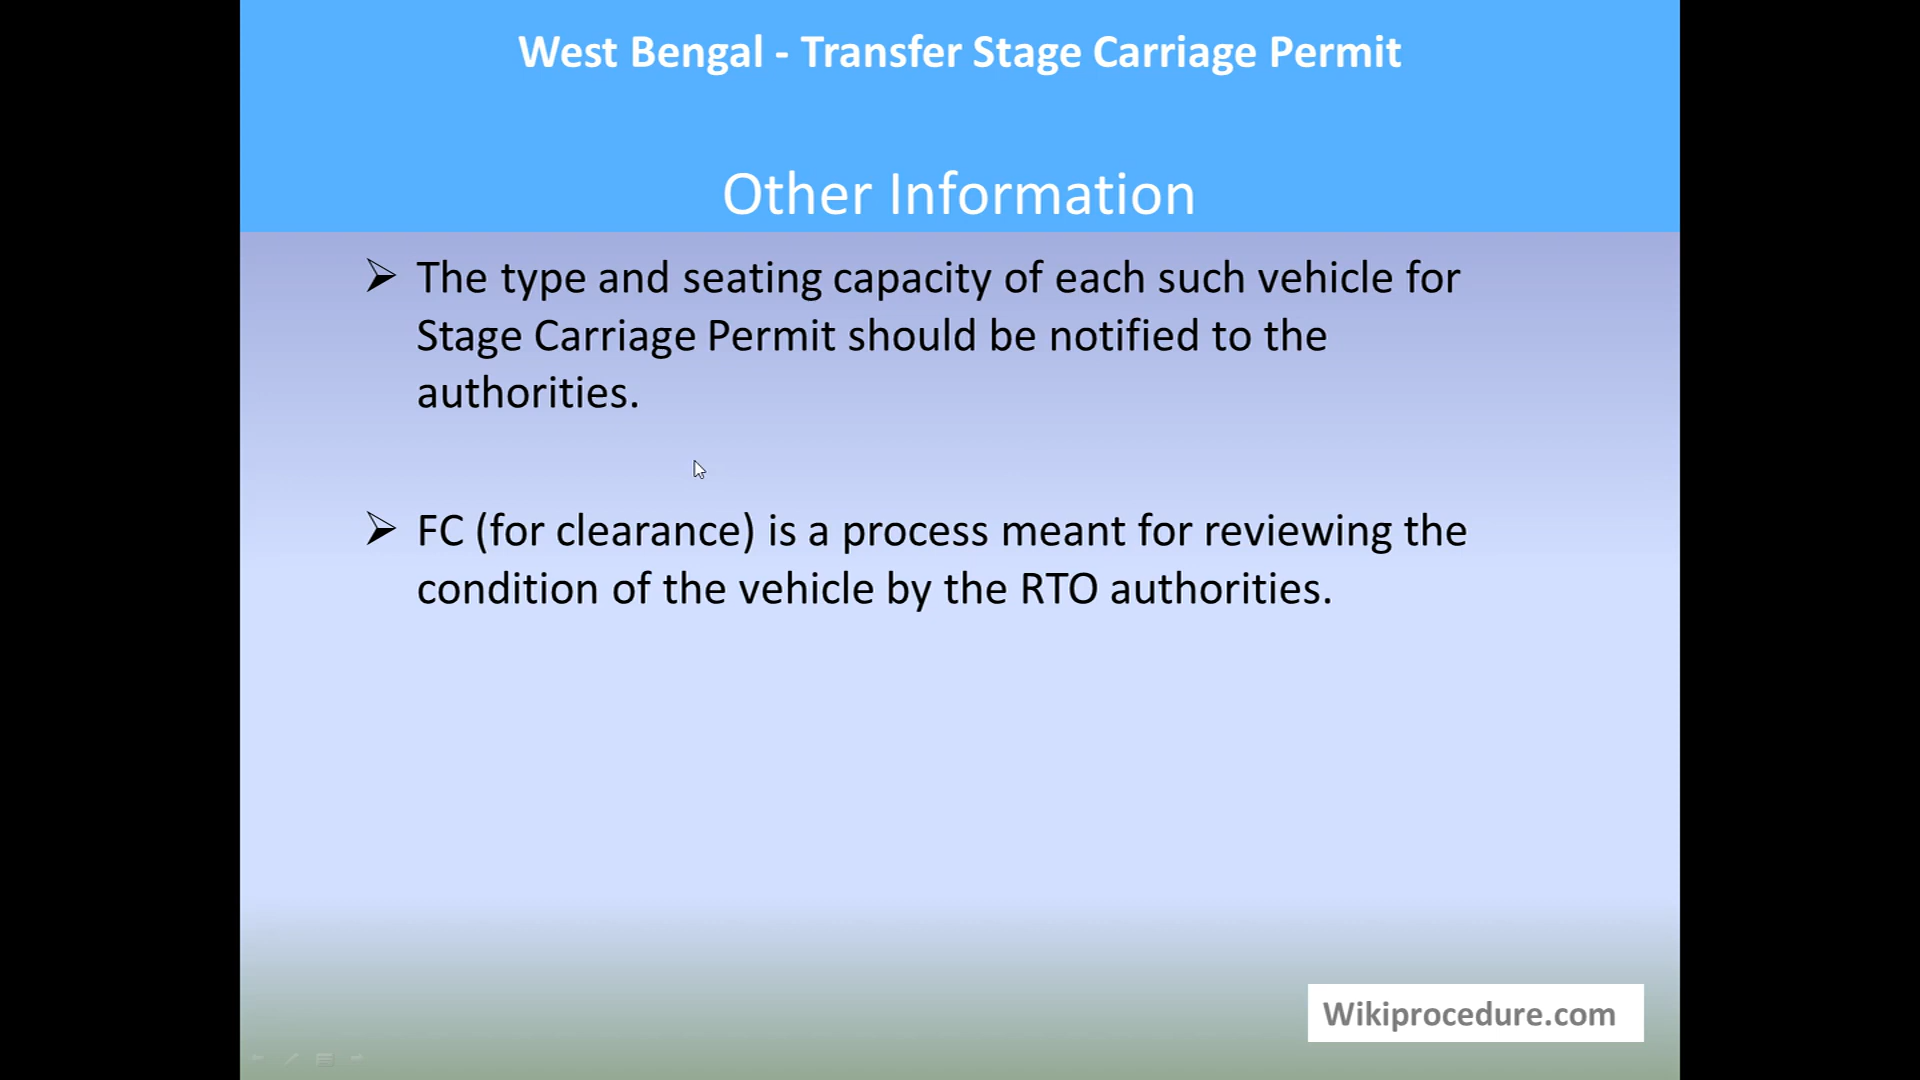 West Bengal - Transfer Stage Carriage Permit
Other Information
➢ The type and seating capacity of each such vehicle for
Stage Carriage Permit should be notified to the
authorities.
➢ FC (for clearance) is a process meant for reviewing the
condition of the vehicle by the RTO authorities.
Wikiprocedure.com